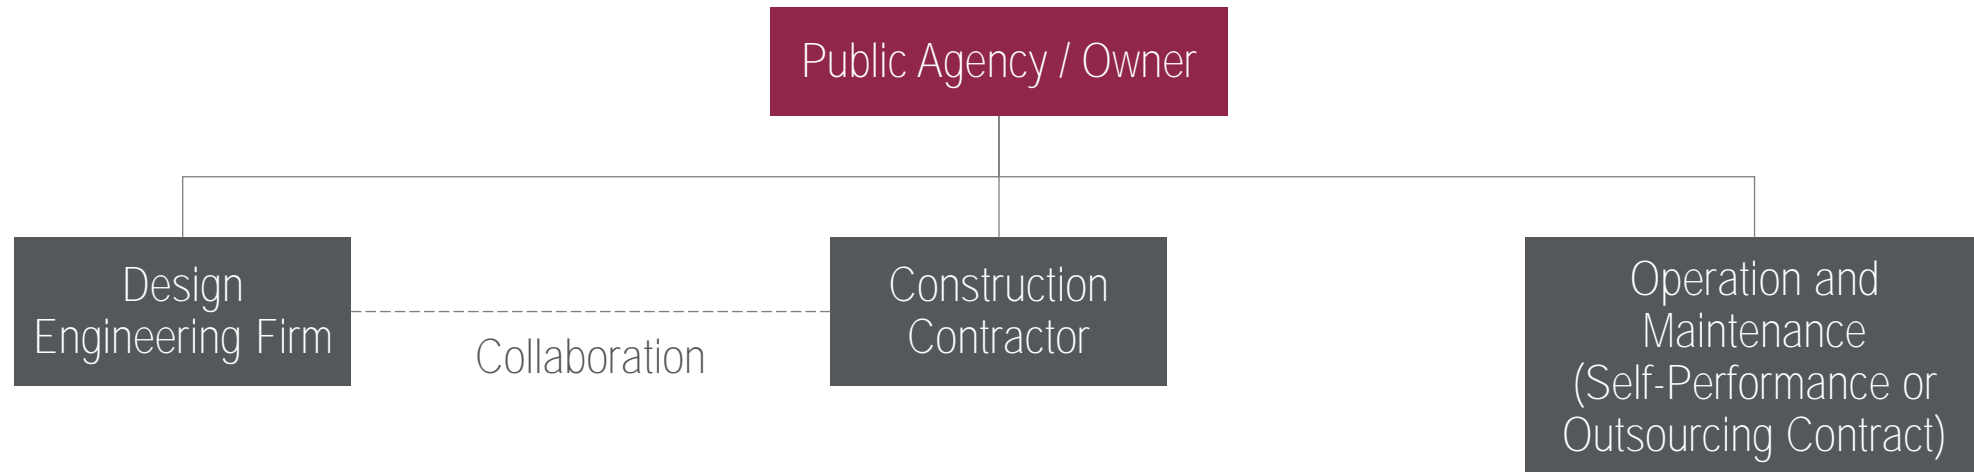 Public Agency / Owner
Design
Engineering Firm
Collaboration
Construction
Contractor
Operation and
Maintenance
(Self-Performance or
Outsourcing Contract)